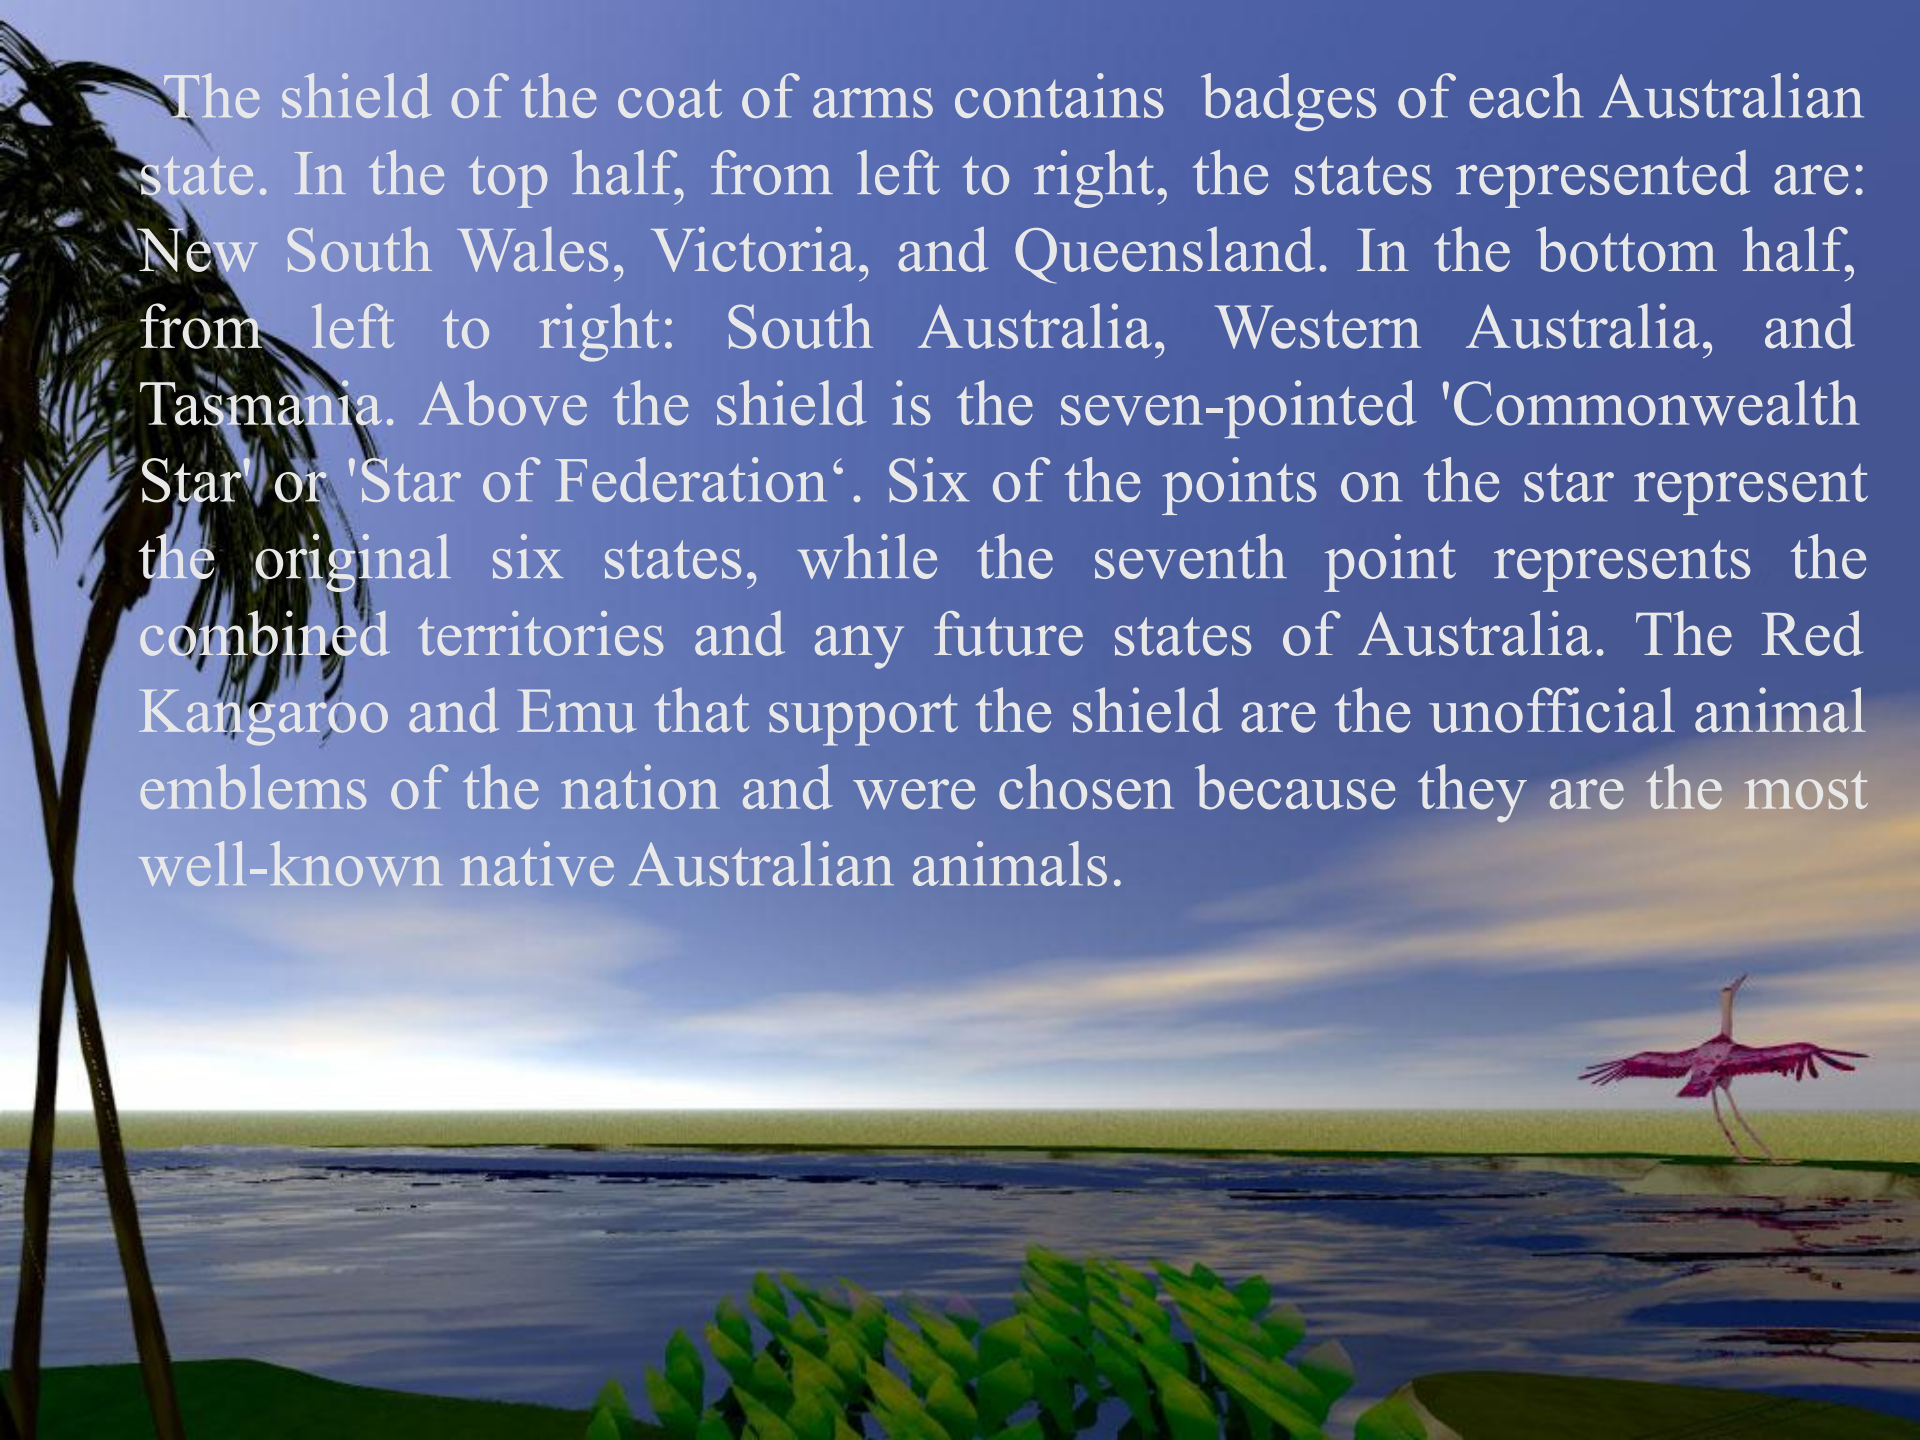 The shield of the coat of arms contains  badges of each Australian
state. In the top half, from left to right, the states represented are:
New South Wales, Victoria, and Queensland. In the bottom half,
from left to right: South Australia, Western Australia, and
Tasmania. Above the shield is the seven-pointed 'Commonwealth
Star' or 'Star of Federation‘. Six of the points on the star represent
the original six states, while the seventh point represents the
combined territories and any future states of Australia. The Red
Kangaroo and Emu that support the shield are the unofficial animal
emblems of the nation and were chosen because they are the most
well-known native Australian animals.